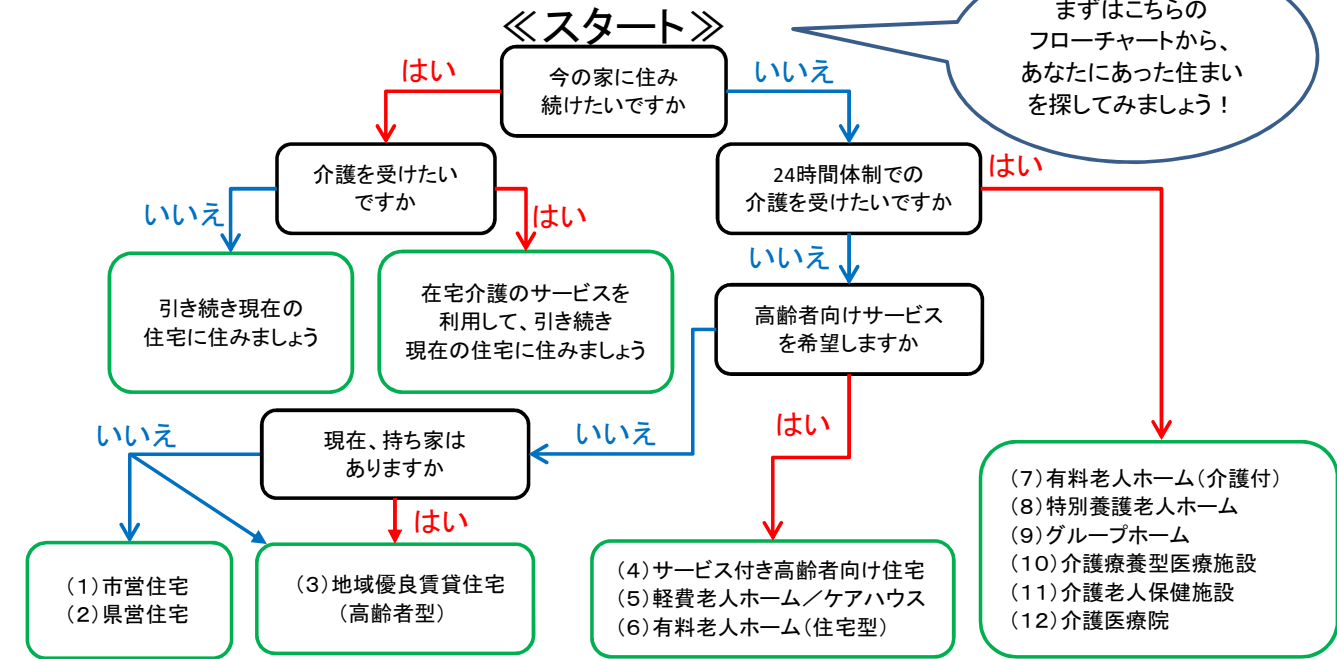 ≪スタート≫
まずはこちらの
フローチャートから、
あなたにあった住まい
を探してみましょう！
今の家に住み
続けたいですか
はい
いいえ
介護を受けたい
ですか
24時間体制での
介護を受けたいですか
はい
いいえ
はい
いいえ
引き続き現在の
住宅に住みましょう
在宅介護のサービスを
利用して、引き続き
現在の住宅に住みましょう
高齢者向けサービス
を希望しますか
いいえ
はい
現在、持ち家は
ありますか
いいえ
はい
（1）市営住宅
（2）県営住宅
（3）地域優良賃貸住宅
（高齢者型）
（4）サービス付き高齢者向け住宅
（5）軽費老人ホーム／ケアハウス
（6）有料老人ホーム（住宅型）
（7）有料老人ホーム（介護付）
（8）特別養護老人ホーム
（9）グループホーム
（10）介護療養型医療施設
（11）介護老人保健施設
（12）介護医療院